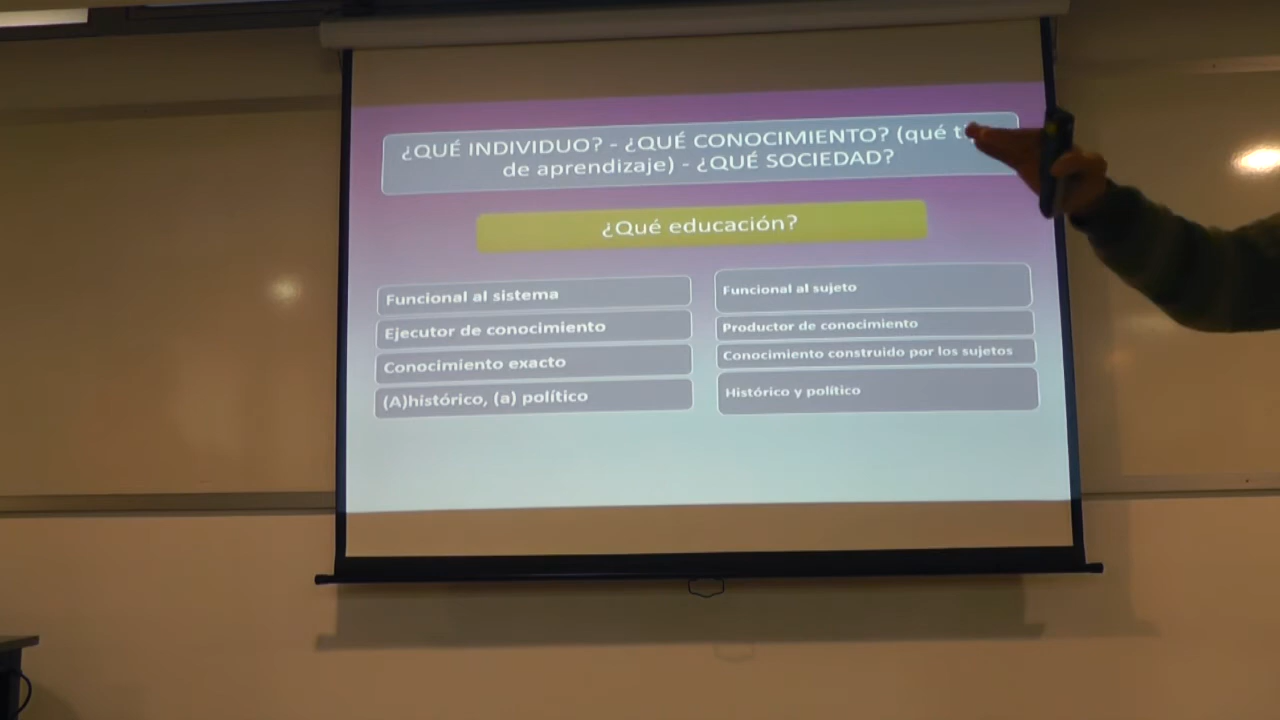 ¿QUÉ INDIVIDUO? - ¿QUÉ CONOCIMIENTO? (qué
de aprendizaje) - ¿QUÉ SOCIEDAD?
¿Qué educación?
Funcional al sistema
Ejecutor de conocimiento
Conocimiento exacto
(A)histórico, (a) político
Funcional al sujeto
Productor de conocimiento
Conocimiento construido por los sujetos
Histórico y político